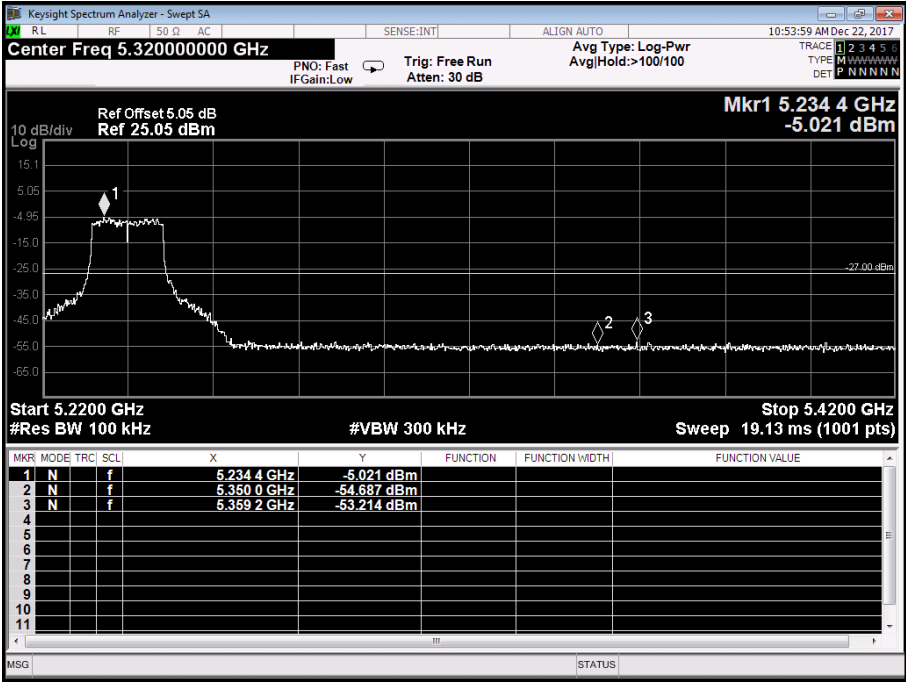 Keysight Spectrum Analyzer - Swept SA
LXI RL RF 50 Ω AC SENSE:INT ALIGN AUTO 10:53:59 AM Dec 22, 2017
Center Freq 5.320000000 GHz
PNO: Fast
IFGain:Low
Trig: Free Run
Atten: 30 dB
Avg Type: Log-Pwr
Avg|Hold:>100/100
TRACE 1 2 3 4 5 6
TYPE M WWWWW
DET P N N N N N
Ref Offset 5.05 dB
10 dB/div Ref 25.05 dBm
Log
Mkr1 5.234 4 GHz
-5.021 dBm
15.1
5.05
1
-4.95
-15.0
-25.0
-27.00 dBm
-35.0
-45.0
2 3
-55.0
-65.0
Start 5.2200 GHz Stop 5.4200 GHz
#Res BW 100 kHz #VBW 300 kHz Sweep 19.13 ms (1001 pts)
MKR MODE TRC SCL X Y FUNCTION FUNCTION WIDTH FUNCTION VALUE
1 N f 5.234 4 GHz -5.021 dBm
2 N f 5.350 0 GHz -54.687 dBm
3 N f 5.359 2 GHz -53.214 dBm
4
5
6
7
8
9
10
11
MSG STATUS